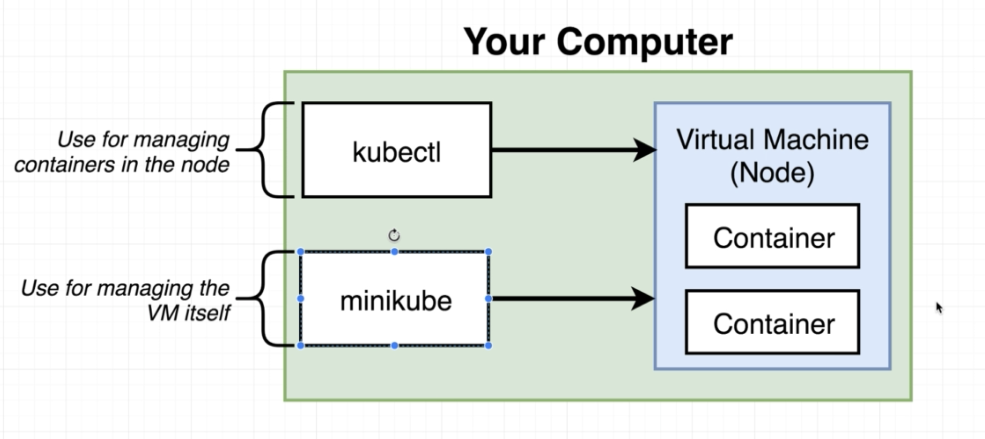 Your Computer
Use for managing
containers in the node
kubectl
Virtual Machine
(Node)
Container
Use for managing the
VM itself
minikube
Container